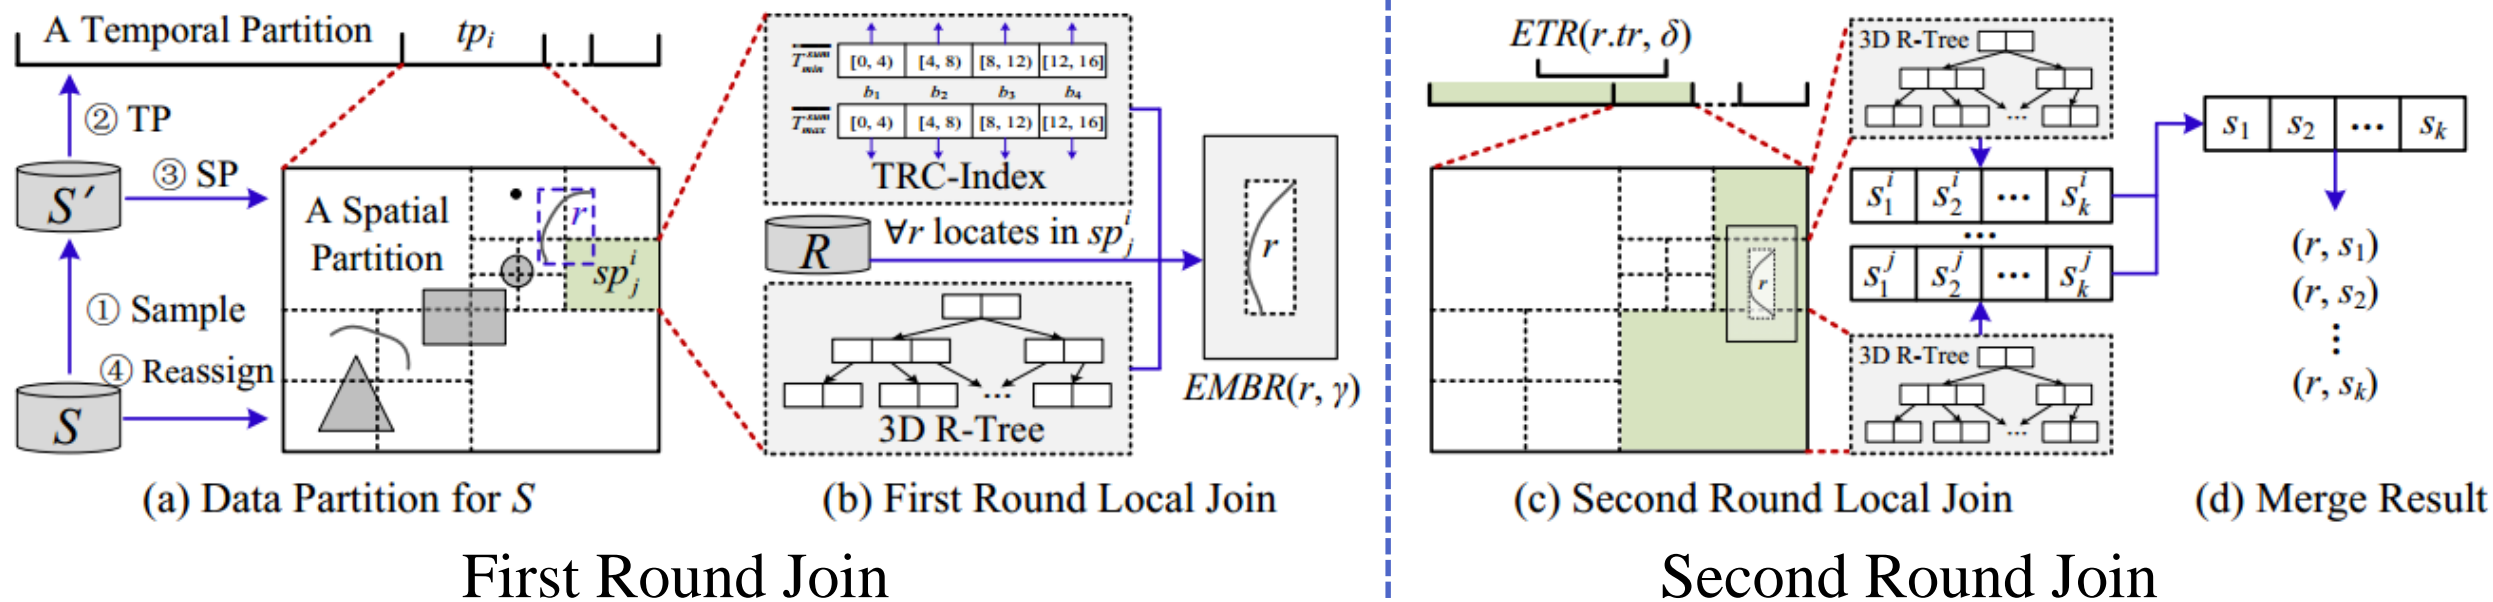 A Temporal Partition
tpᵢ
② TP
S′
③ SP
① Sample
④ Reassign
S
A Spatial
Partition
r
spⱼⁱ
(a) Data Partition for S
T̅ᵐⁱⁿˢᵘᵐ
[0, 4) [4, 8) [8, 12) [12, 16]
b₁ b₂ b₃ b₄
T̅ᵐᵃˣˢᵘᵐ
[0, 4) [4, 8) [8, 12) [12, 16]
TRC-Index
R
∀r locates in spⱼⁱ
3D R-Tree
...
r
EMBR(r, γ)
(b) First Round Local Join
First Round Join
ETR(r.tr, δ)
r
3D R-Tree
...
s₁ⁱ s₂ⁱ ... sₖⁱ
...
s₁ʲ s₂ʲ ... sₖʲ
3D R-Tree
...
(c) Second Round Local Join
s₁ s₂ ... sₖ
(r, s₁)
(r, s₂)
⋮
(r, sₖ)
(d) Merge Result
Second Round Join